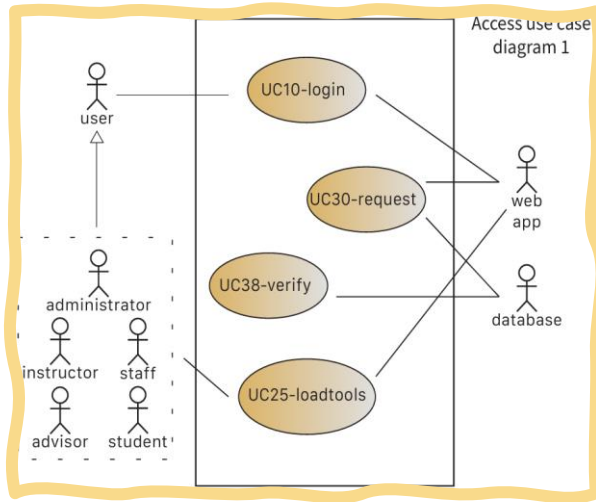 Access use case
diagram 1
UC10-login
user
UC30-request
web
app
UC38-verify
administrator
database
instructor staff
UC25-loadtools
advisor student